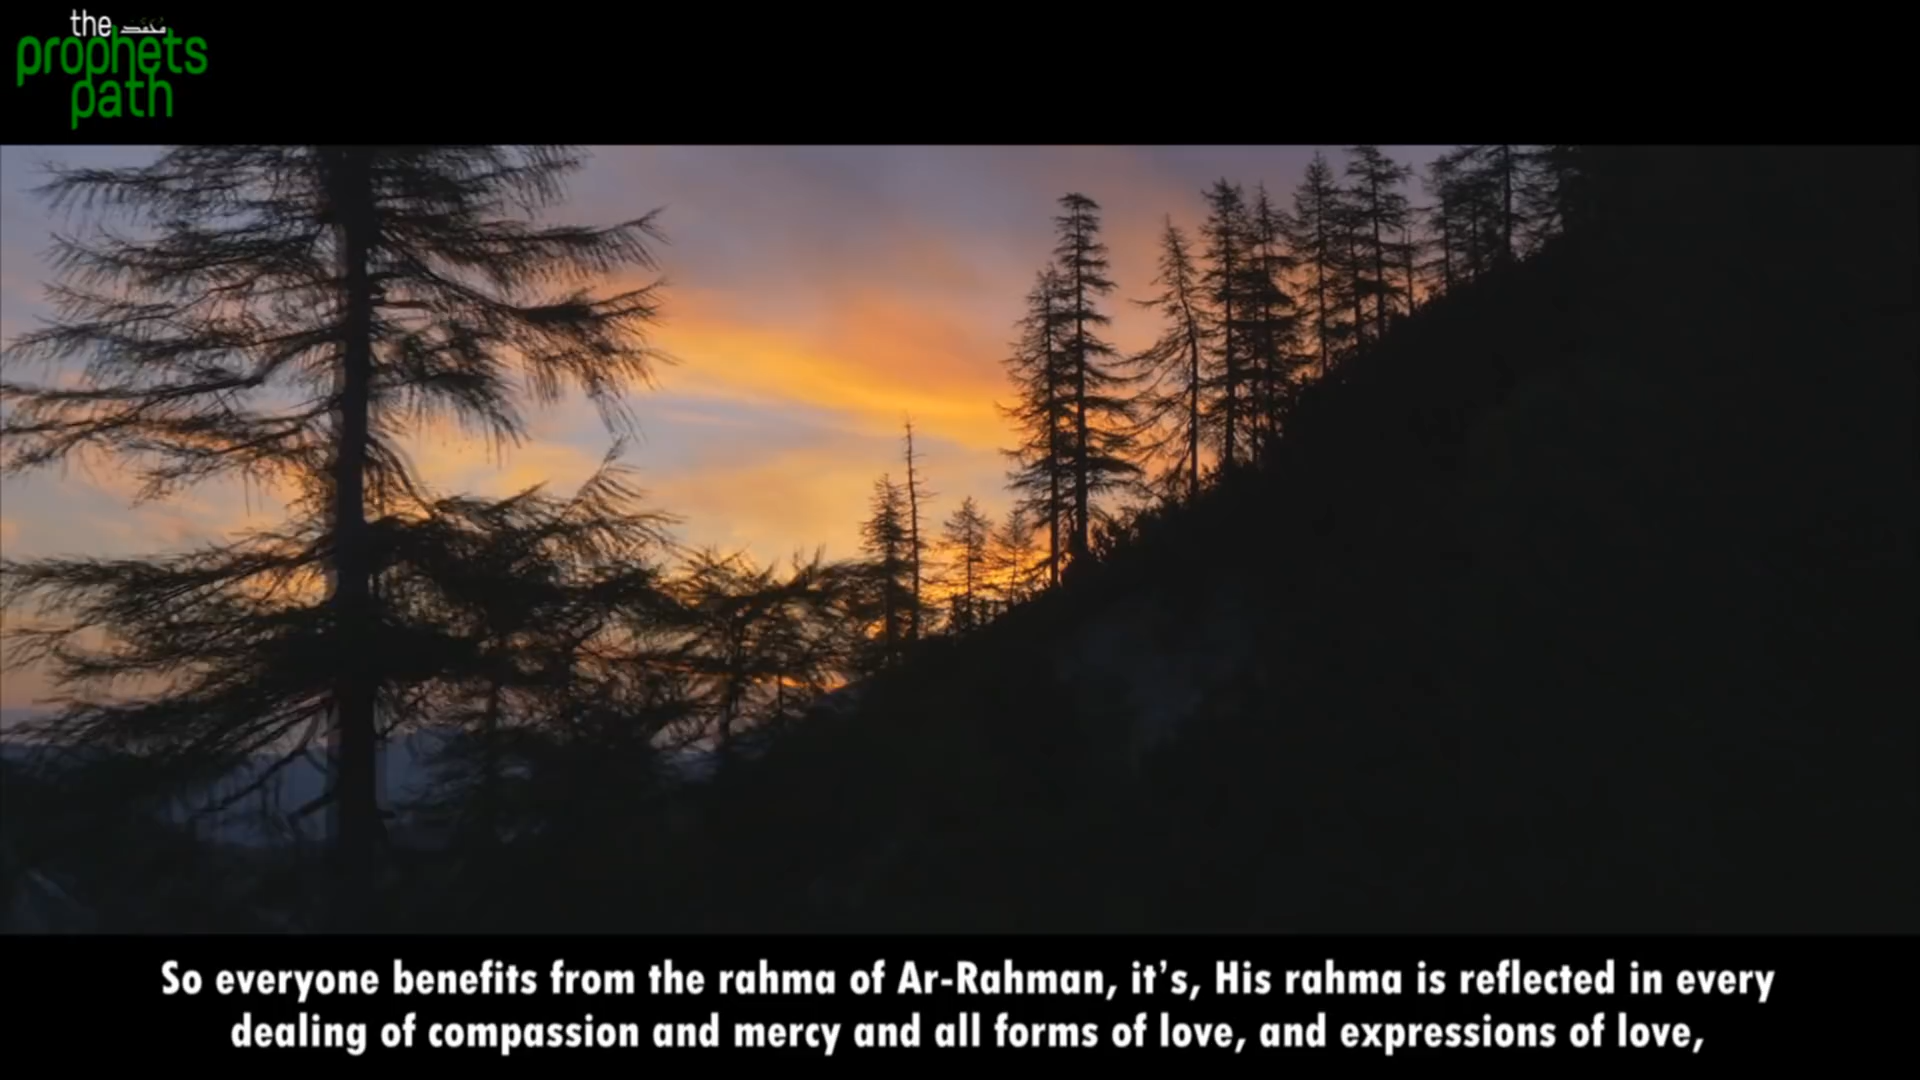 the محمد
prophets
path
So everyone benefits from the rahma of Ar-Rahman, it's, His rahma is reflected in every
dealing of compassion and mercy and all forms of love, and expressions of love,